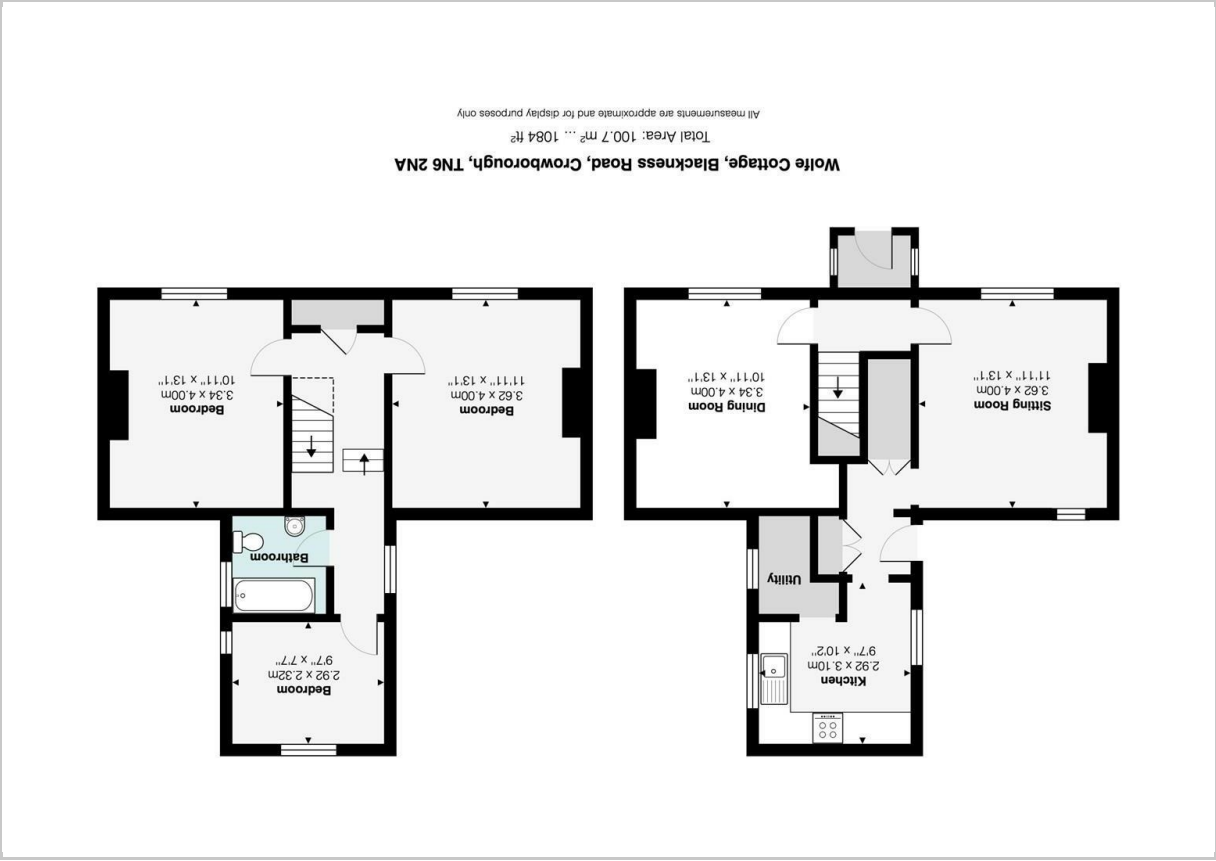 Kitchen
2.92 x 3.10m
9'7" x 10'2"
Bedroom
2.92 x 2.32m
9'7" x 7'7"
Utility
Bathroom
Sitting Room
3.62 x 4.00m
11'11" x 13'1"
Dining Room
3.34 x 4.00m
10'11" x 13'1"
Bedroom
3.62 x 4.00m
11'11" x 13'1"
Bedroom
3.34 x 4.00m
10'11" x 13'1"
Wolfe Cottage, Blackness Road, Crowborough, TN6 2NA
Total Area: 100.7 m² ... 1084 ft²
All measurements are approximate and for display purposes only